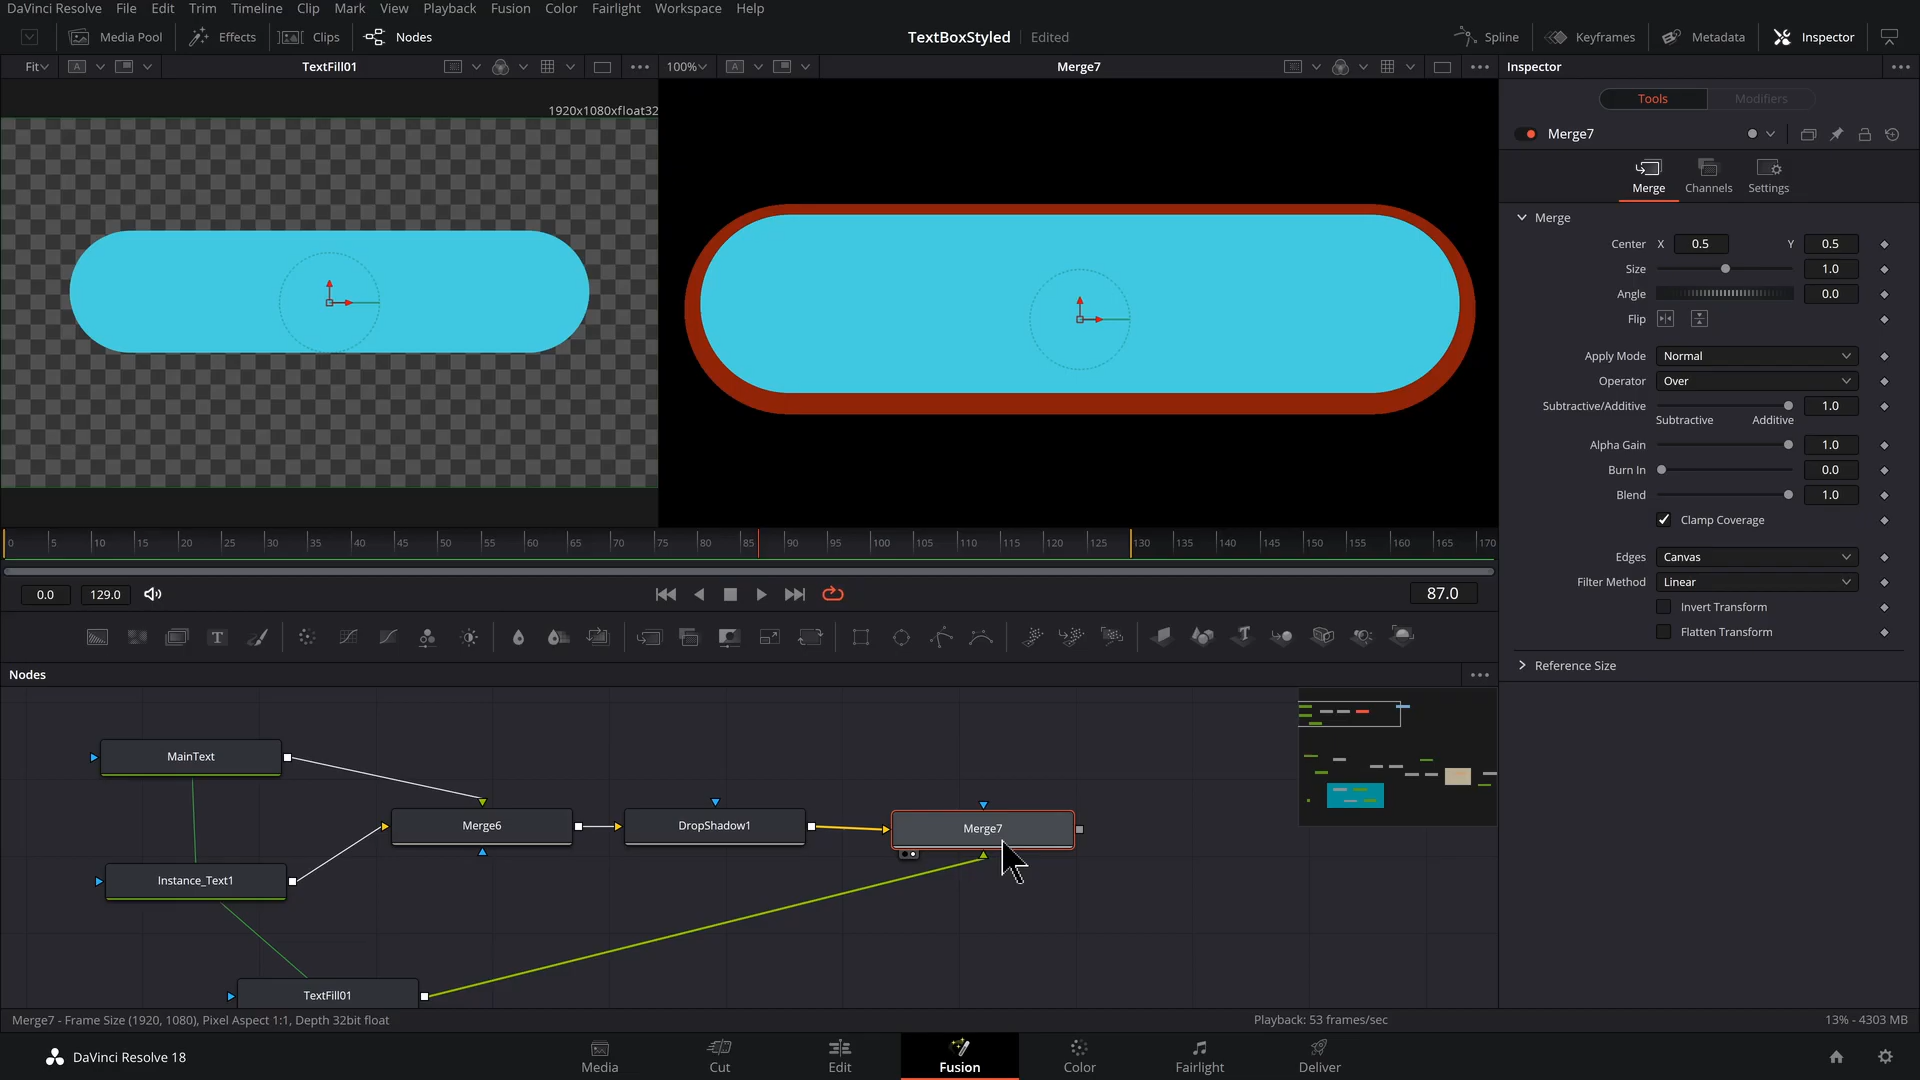 DaVinci Resolve File Edit Trim Timeline Clip Mark View Playback Fusion Color Fairlight Workspace Help
Media Pool Effects Clips Nodes TextBoxStyled Edited Spline Keyframes Metadata Inspector
Fit A TextFill01 100% A Merge7 Inspector
1920x1080xfloat32
Tools Modifiers
Merge7
Merge Channels Settings
Merge
Center X 0.5 Y 0.5
Size 1.0
Angle 0.0
Flip
Apply Mode Normal
Operator Over
Subtractive/Additive 1.0
Subtractive Additive
Alpha Gain 1.0
Burn In 0.0
Blend 1.0
Clamp Coverage
Edges Canvas
Filter Method Linear
Invert Transform
Flatten Transform
Reference Size
0 5 10 15 20 25 30 35 40 45 50 55 60 65 70 75 80 85 90 95 100 105 110 115 120 125 130 135 140 145 150 155 160 165 170
0.0 129.0 87.0
T T
Nodes
MainText
Merge6 DropShadow1 Merge7
Instance_Text1
TextFill01
Merge7 - Frame Size (1920, 1080), Pixel Aspect 1:1, Depth 32bit float Playback: 53 frames/sec 13% - 4303 MB
DaVinci Resolve 18 Media Cut Edit Fusion Color Fairlight Deliver